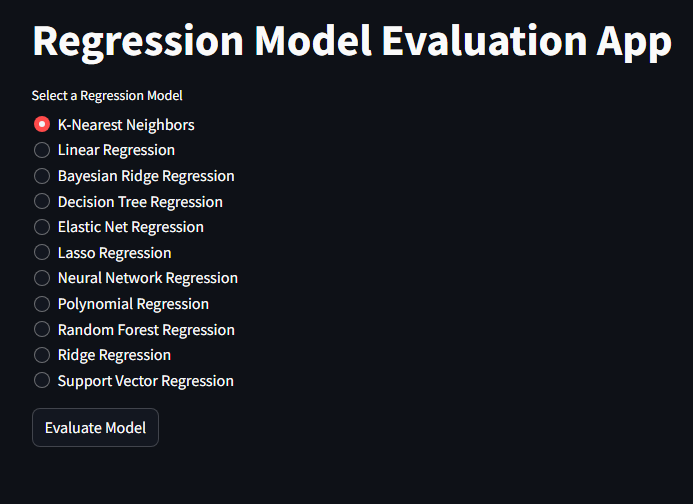 Regression Model Evaluation App
Select a Regression Model
K-Nearest Neighbors
Linear Regression
Bayesian Ridge Regression
Decision Tree Regression
Elastic Net Regression
Lasso Regression
Neural Network Regression
Polynomial Regression
Random Forest Regression
Ridge Regression
Support Vector Regression
Evaluate Model